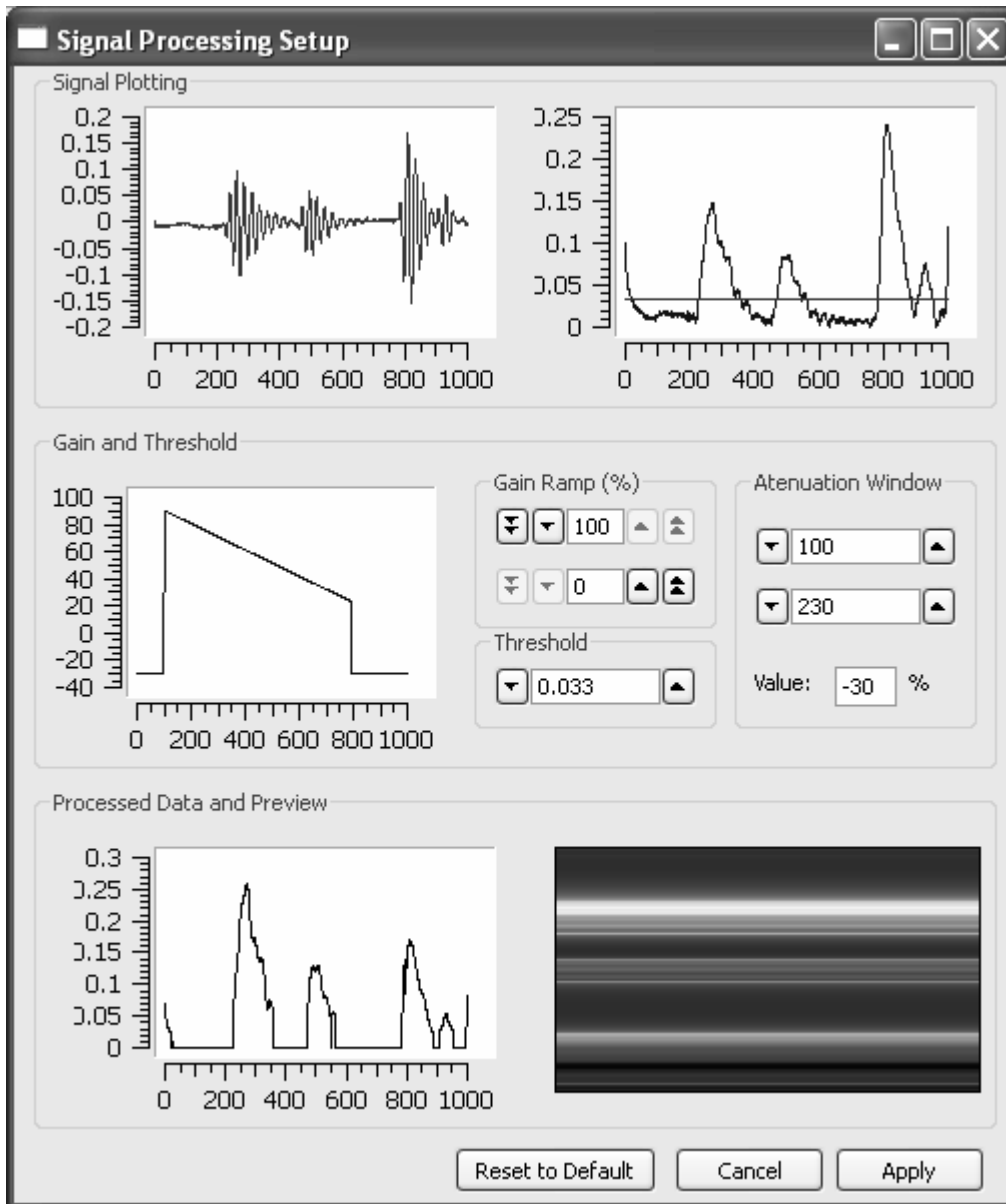 Signal Processing Setup
Signal Plotting
0.2
0.15
0.1
0.05
0
-0.05
-0.1
-0.15
-0.2
0 200 400 600 800 1000
0.25
0.2
0.15
0.1
0.05
0
0 200 400 600 800 1000
Gain and Threshold
100
80
60
40
20
0
-20
-40
0 200 400 600 800 1000
Gain Ramp (%)
100
0
Threshold
0.033
Atenuation Window
100
230
Value: -30 %
Processed Data and Preview
0.3
0.25
0.2
0.15
0.1
0.05
0
0 200 400 600 800 1000
Reset to Default Cancel Apply